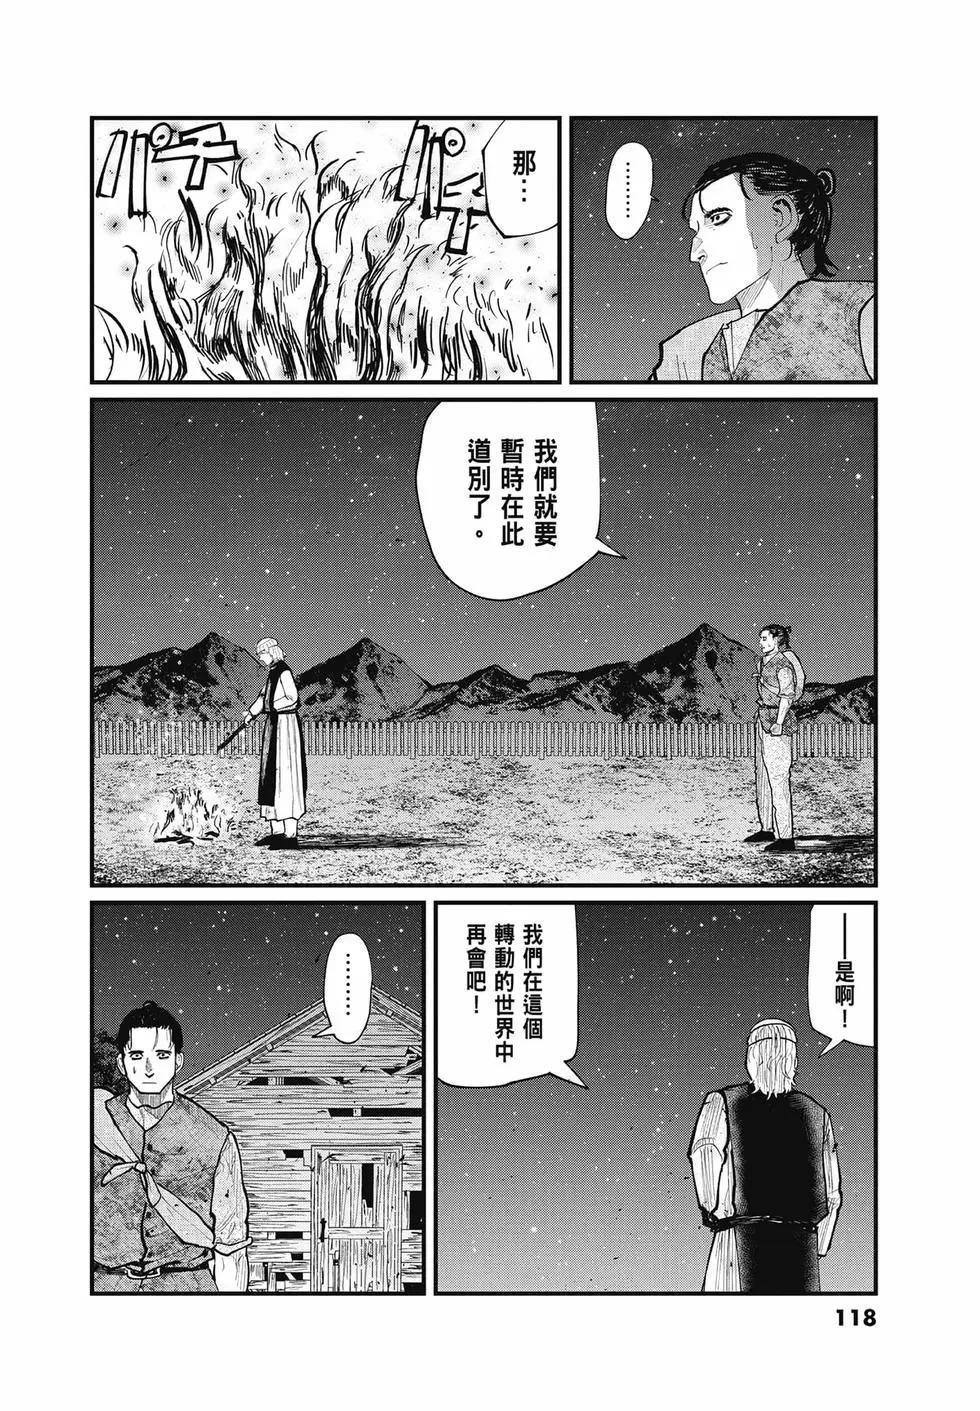 ⋯⋯⋯
那⋯
パチ
パチ
我們就要
暫時在此
道別了。
──是啊！
我們在這個
轉動的世界中
再會吧！
⋯⋯⋯
118